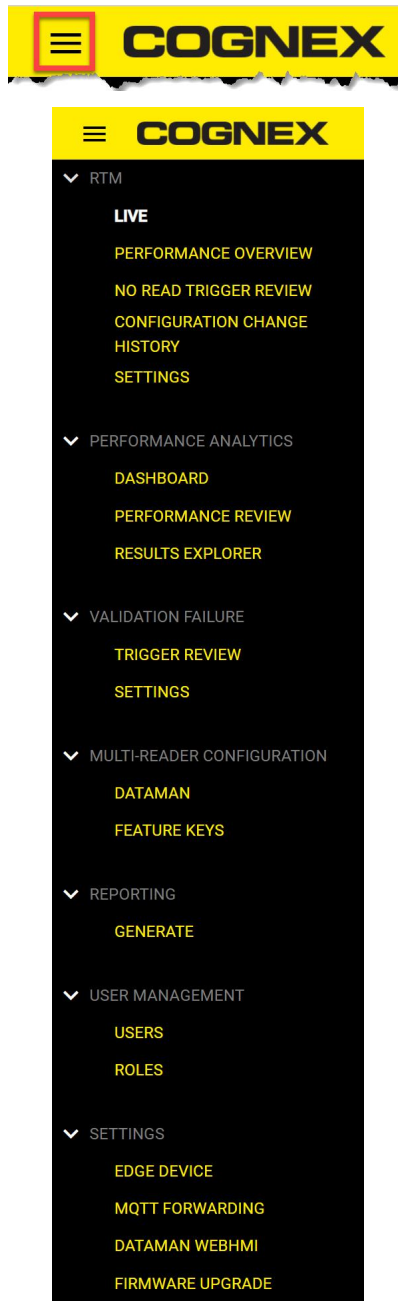 COGNEX
COGNEX
RTM
LIVE
PERFORMANCE OVERVIEW
NO READ TRIGGER REVIEW
CONFIGURATION CHANGE
HISTORY
SETTINGS
PERFORMANCE ANALYTICS
DASHBOARD
PERFORMANCE REVIEW
RESULTS EXPLORER
VALIDATION FAILURE
TRIGGER REVIEW
SETTINGS
MULTI-READER CONFIGURATION
DATAMAN
FEATURE KEYS
REPORTING
GENERATE
USER MANAGEMENT
USERS
ROLES
SETTINGS
EDGE DEVICE
MQTT FORWARDING
DATAMAN WEBHMI
FIRMWARE UPGRADE